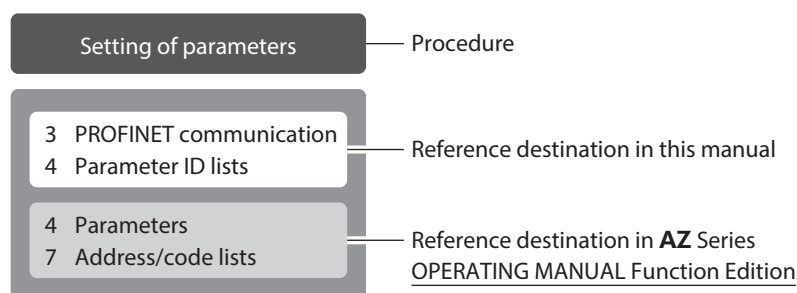 Setting of parameters
Procedure
3 PROFINET communication
4 Parameter ID lists
Reference destination in this manual
4 Parameters
7 Address/code lists
Reference destination in AZ Series
OPERATING MANUAL Function Edition